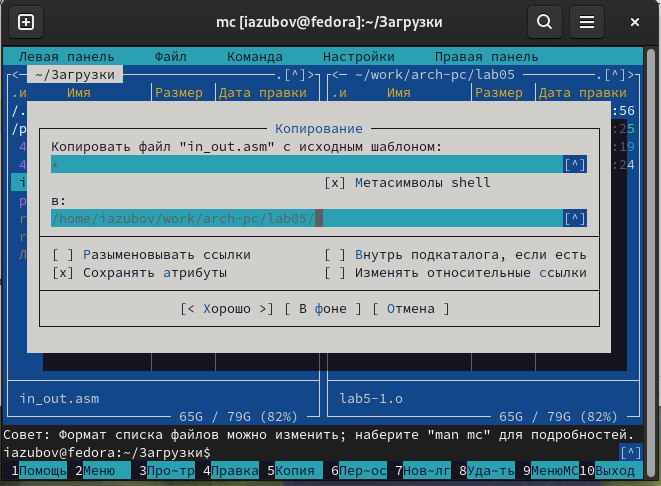 mc [iazubov@fedora]:~/Загрузки
Левая панель Файл Команда Настройки Правая панель
<─ ~/Загрузки ─.[^]>
<─ ~/work/arch-pc/lab05 ─.[^]>
.и Имя Размер Дата правки .и Имя Размер Дата правки
/. :56
/p :25
4 :19
4 :24
i
p
r
r
Л
Копирование
Копировать файл "in_out.asm" с исходным шаблоном:
* [^]
[x] Метасимволы shell
в:
/home/iazubov/work/arch-pc/lab05/ [^]
[ ] Разыменовывать ссылки [ ] Внутрь подкаталога, если есть
[x] Сохранять атрибуты [ ] Изменять относительные ссылки
[< Хорошо >] [ В фоне ] [ Отмена ]
in_out.asm lab5-1.o
65G / 79G (82%) 65G / 79G (82%)
Совет: Формат списка файлов можно изменить; наберите "man mc" для подробностей.
iazubov@fedora:~/Загрузки$ [^]
1Помощь 2Меню 3Про~тр 4Правка 5Копия 6Пер~ос 7Нов~лг 8Уда~ть 9МенюМС10Выход